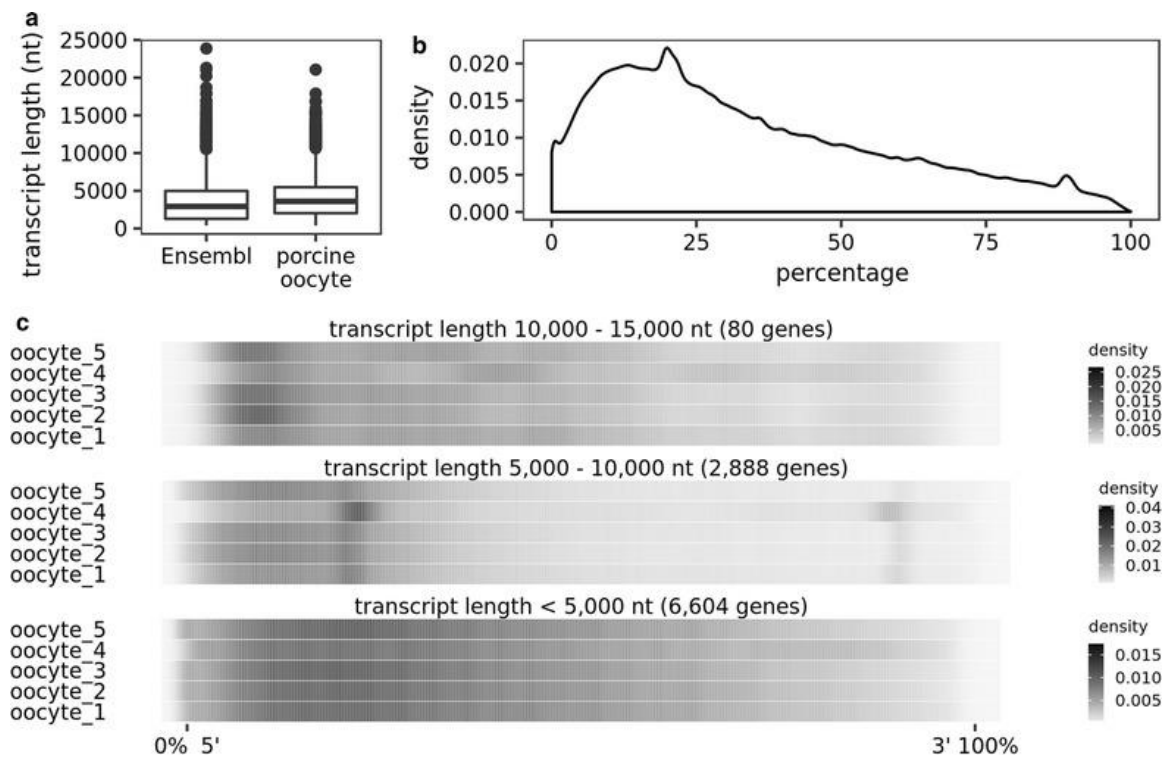 a
transcript length (nt)
25000
20000
15000
10000
5000
0
Ensembl
porcine
oocyte
b
density
0.020
0.015
0.010
0.005
0.000
0
25
50
75
100
percentage
c
transcript length 10,000 - 15,000 nt (80 genes)
oocyte_5
oocyte_4
oocyte_3
oocyte_2
oocyte_1
density
0.025
0.020
0.015
0.010
0.005
transcript length 5,000 - 10,000 nt (2,888 genes)
oocyte_5
oocyte_4
oocyte_3
oocyte_2
oocyte_1
density
0.04
0.03
0.02
0.01
transcript length < 5,000 nt (6,604 genes)
oocyte_5
oocyte_4
oocyte_3
oocyte_2
oocyte_1
density
0.015
0.010
0.005
0% 5'
3' 100%